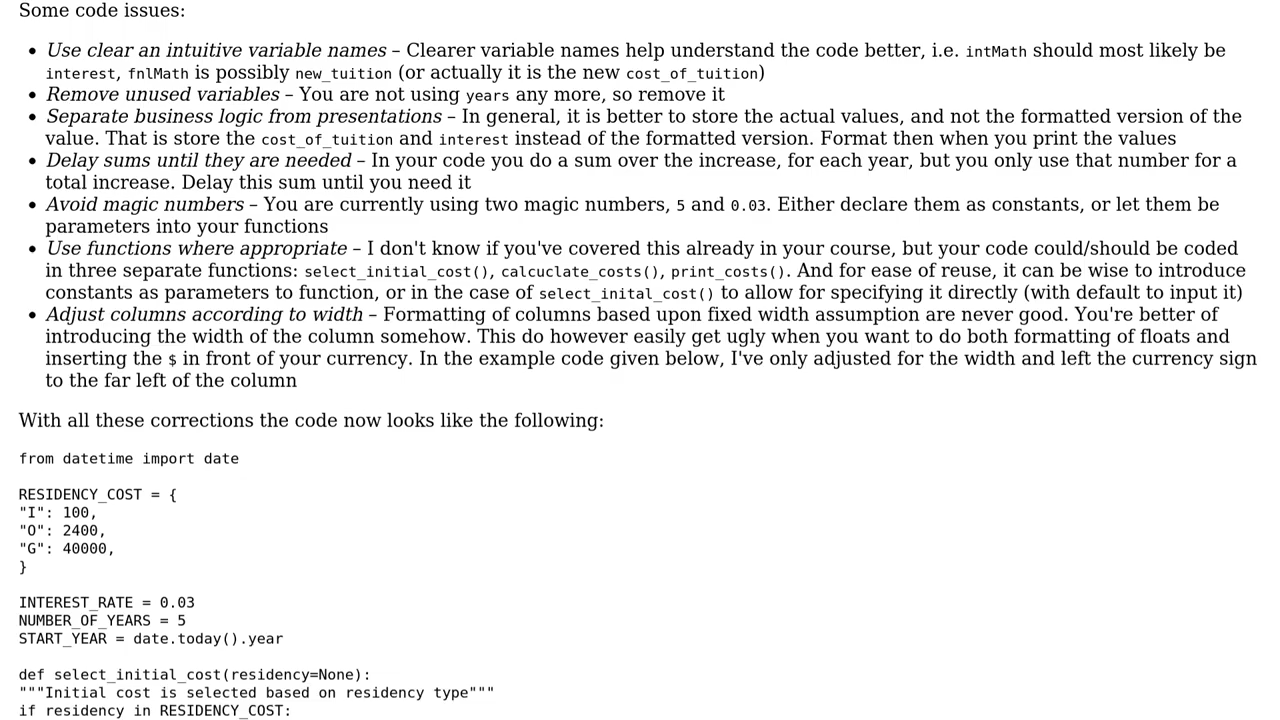 Some code issues:
• Use clear an intuitive variable names – Clearer variable names help understand the code better, i.e. intMath should most likely be
interest, fnlMath is possibly new_tuition (or actually it is the new cost_of_tuition)
• Remove unused variables – You are not using years any more, so remove it
• Separate business logic from presentations – In general, it is better to store the actual values, and not the formatted version of the
value. That is store the cost_of_tuition and interest instead of the formatted version. Format then when you print the values
• Delay sums until they are needed – In your code you do a sum over the increase, for each year, but you only use that number for a
total increase. Delay this sum until you need it
• Avoid magic numbers – You are currently using two magic numbers, 5 and 0.03. Either declare them as constants, or let them be
parameters into your functions
• Use functions where appropriate – I don't know if you've covered this already in your course, but your code could/should be coded
in three separate functions: select_initial_cost(), calcuclate_costs(), print_costs(). And for ease of reuse, it can be wise to introduce
constants as parameters to function, or in the case of select_inital_cost() to allow for specifying it directly (with default to input it)
• Adjust columns according to width – Formatting of columns based upon fixed width assumption are never good. You're better of
introducing the width of the column somehow. This do however easily get ugly when you want to do both formatting of floats and
inserting the $ in front of your currency. In the example code given below, I've only adjusted for the width and left the currency sign
to the far left of the column
With all these corrections the code now looks like the following:
from datetime import date
RESIDENCY_COST = {
"I": 100,
"O": 2400,
"G": 40000,
}
INTEREST_RATE = 0.03
NUMBER_OF_YEARS = 5
START_YEAR = date.today().year
def select_initial_cost(residency=None):
"""Initial cost is selected based on residency type"""
if residency in RESIDENCY_COST: